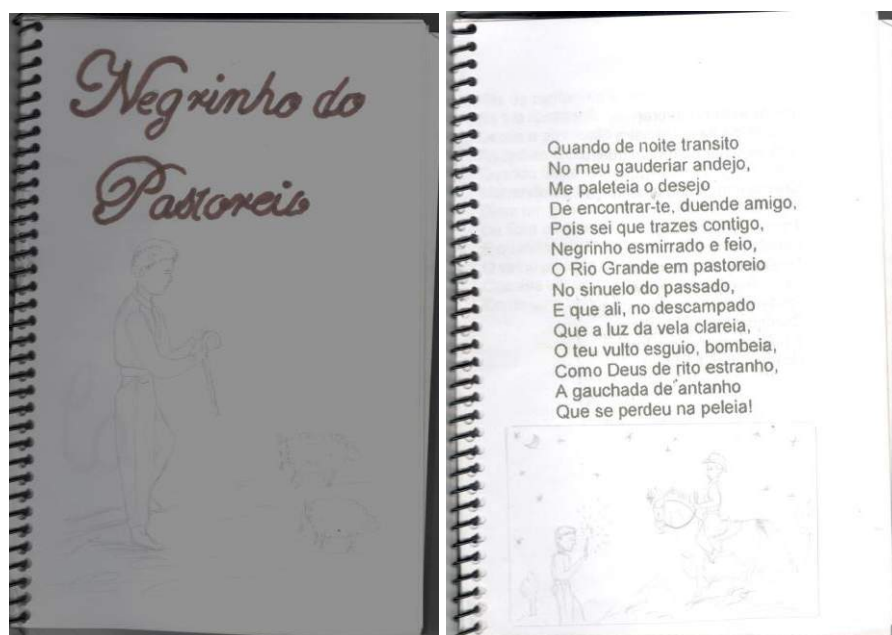 Negrinho do
Pastoreio
Quando de noite transito
No meu gauderiar andejo,
Me paleteia o desejo
De encontrar-te, duende amigo,
Pois sei que trazes contigo,
Negrinho esmirrado e feio,
O Rio Grande em pastoreio
No sinuelo do passado,
E que ali, no descampado
Que a luz da vela clareia,
O teu vulto esguio, bombeia,
Como Deus de rito estranho,
A gauchada de antanho
Que se perdeu na peleia!